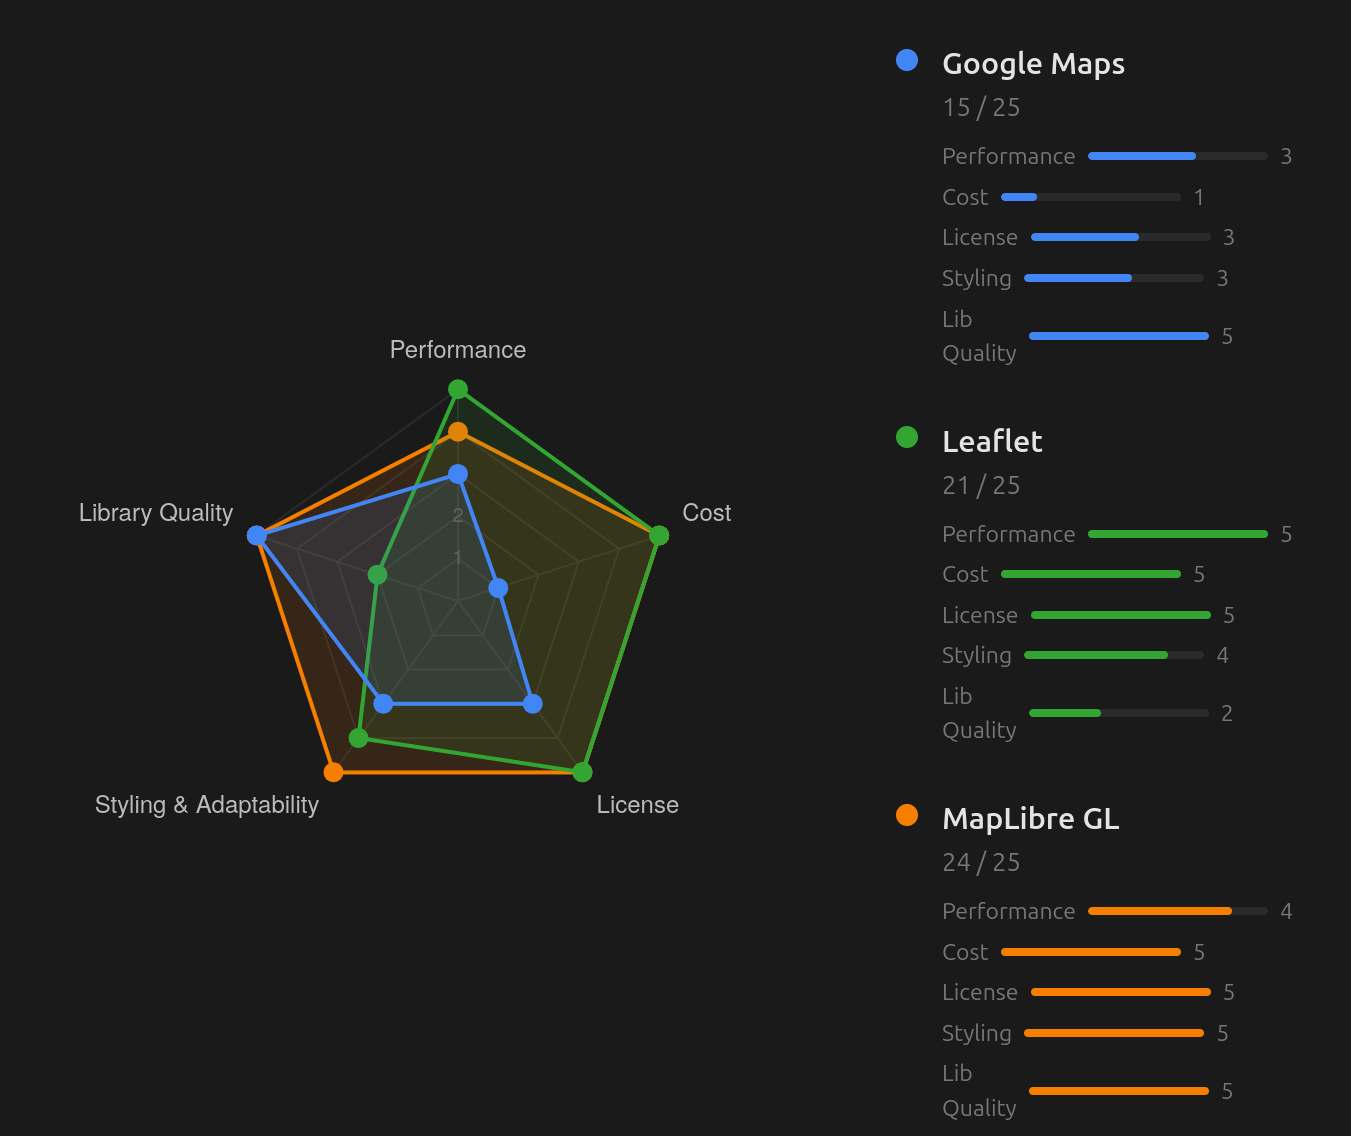 Performance
2
1
Library Quality
Cost
Styling & Adaptability
License
Google Maps
15 / 25
Performance 3
Cost 1
License 3
Styling 3
Lib
Quality 5
Leaflet
21 / 25
Performance 5
Cost 5
License 5
Styling 4
Lib
Quality 2
MapLibre GL
24 / 25
Performance 4
Cost 5
License 5
Styling 5
Lib
Quality 5